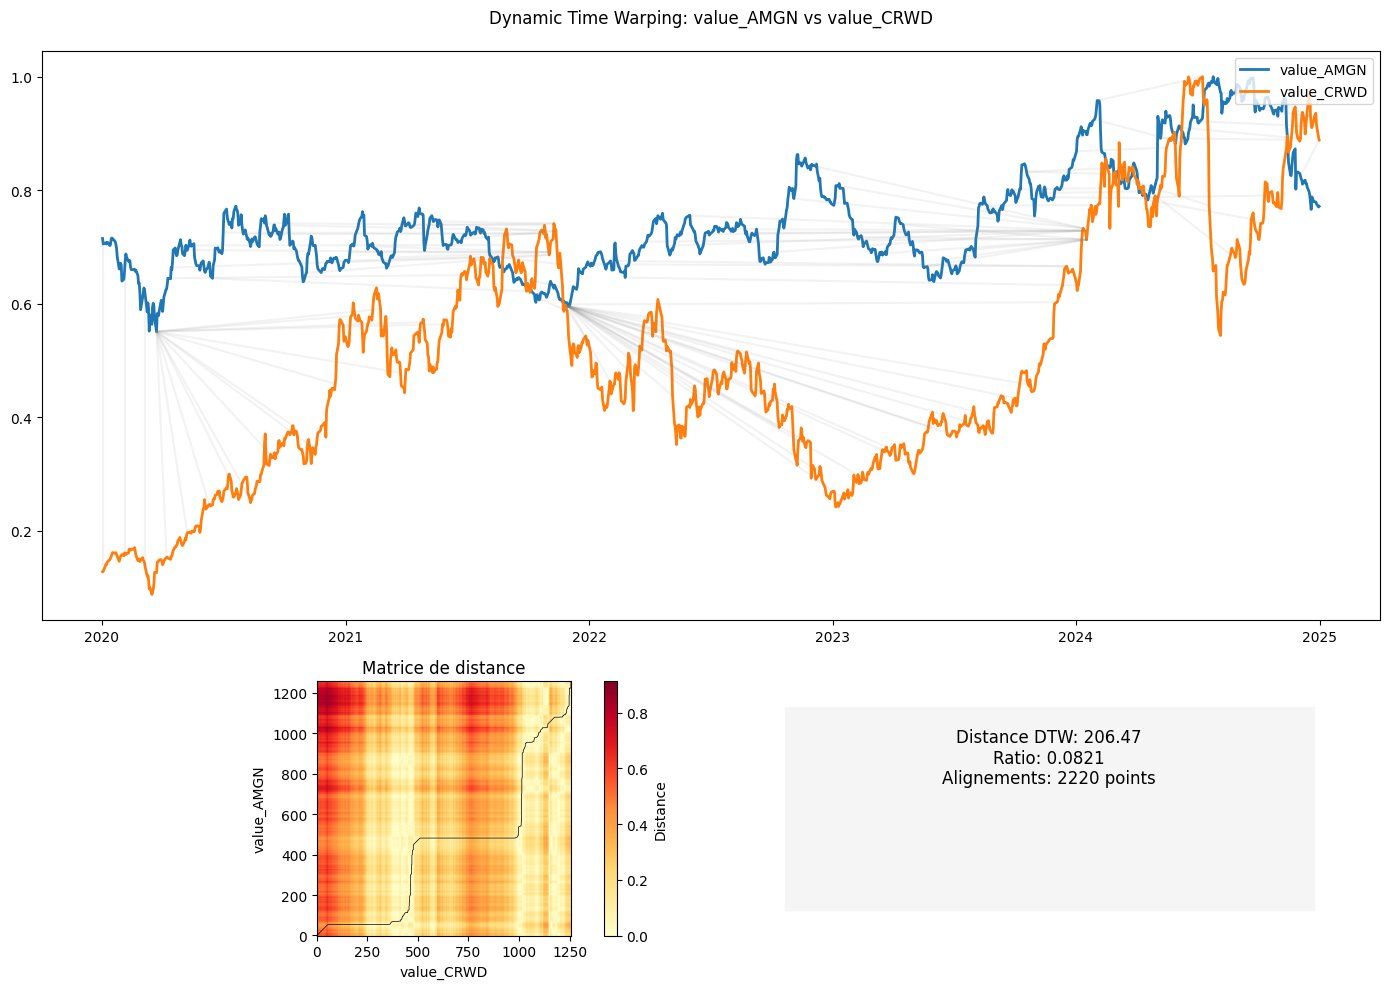 Dynamic Time Warping: value_AMGN vs value_CRWD
value_AMGN
value_CRWD
1.0
0.8
0.6
0.4
0.2
2020 2021 2022 2023 2024 2025
Matrice de distance
value_AMGN
1200
1000
800
600
400
200
0
0 250 500 750 1000 1250
value_CRWD
0.8
0.6
0.4
0.2
0.0
Distance
Distance DTW: 206.47
Ratio: 0.0821
Alignements: 2220 points